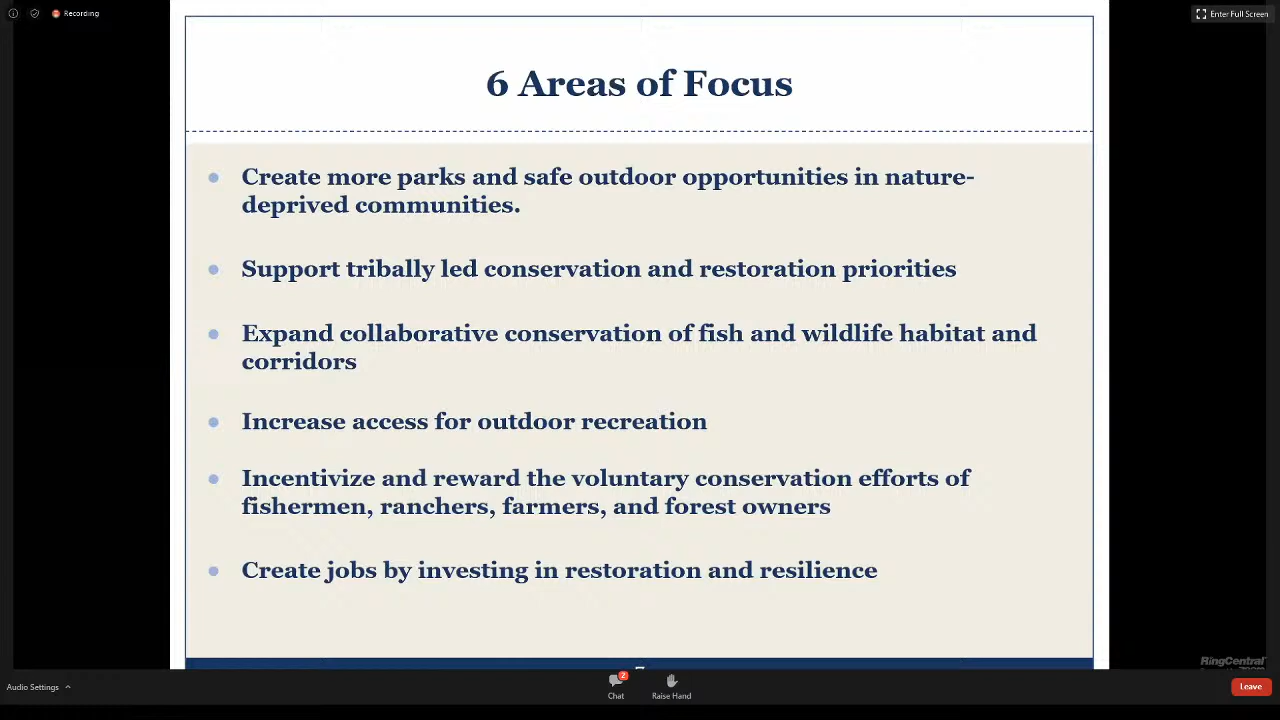 Recording
Enter Full Screen
6 Areas of Focus
Create more parks and safe outdoor opportunities in nature-
deprived communities.
Support tribally led conservation and restoration priorities
Expand collaborative conservation of fish and wildlife habitat and
corridors
Increase access for outdoor recreation
Incentivize and reward the voluntary conservation efforts of
fishermen, ranchers, farmers, and forest owners
Create jobs by investing in restoration and resilience
RingCentral
2
Audio Settings
Chat
Raise Hand
Leave